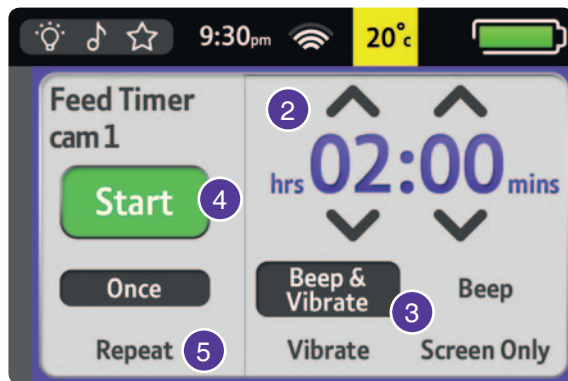 9:30pm 20°c
Feed Timer
cam 1
2
hrs 02:00 mins
Start 4
Once
Beep &
Vibrate
3
Beep
Repeat 5
Vibrate
Screen Only